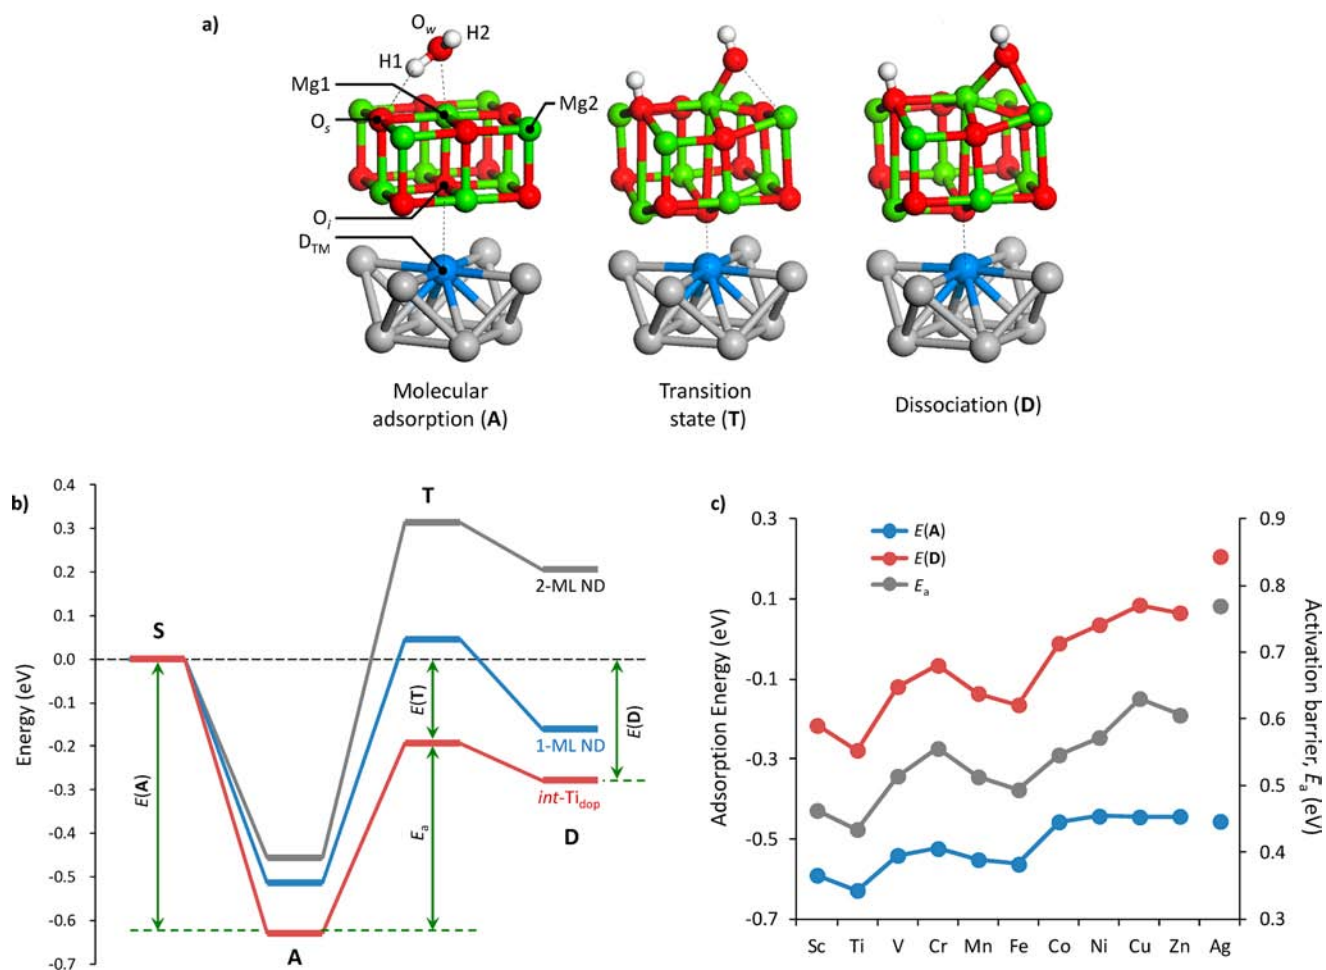 a)
O_w
H2
H1
Mg1
Mg2
O_s
O_i
D_TM
Molecular
adsorption (A)
Transition
state (T)
Dissociation (D)
b)
Energy (eV)
0.4
0.3
0.2
0.1
0.0
-0.1
-0.2
-0.3
-0.4
-0.5
-0.6
-0.7
S
T
A
D
2-ML ND
1-ML ND
int-Ti_dop
E(A)
E(T)
E_a
E(D)
c)
Adsorption Energy (eV)
0.3
0.1
-0.1
-0.3
-0.5
-0.7
E(A)
E(D)
E_a
0.9
0.8
0.7
0.6
0.5
0.4
0.3
Activation barrier, E_a (eV)
Sc Ti V Cr Mn Fe Co Ni Cu Zn Ag